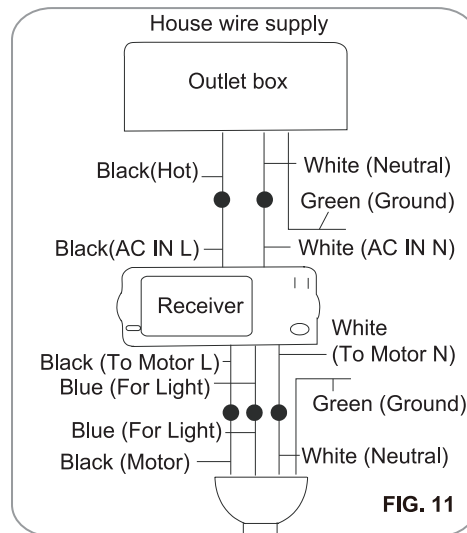 House wire supply
Outlet box
Black(Hot)
White (Neutral)
Green (Ground)
Black(AC IN L)
White (AC IN N)
Receiver
White
(To Motor N)
Black (To Motor L)
Blue (For Light)
Green (Ground)
Blue (For Light)
Black (Motor)
White (Neutral)
FIG. 11